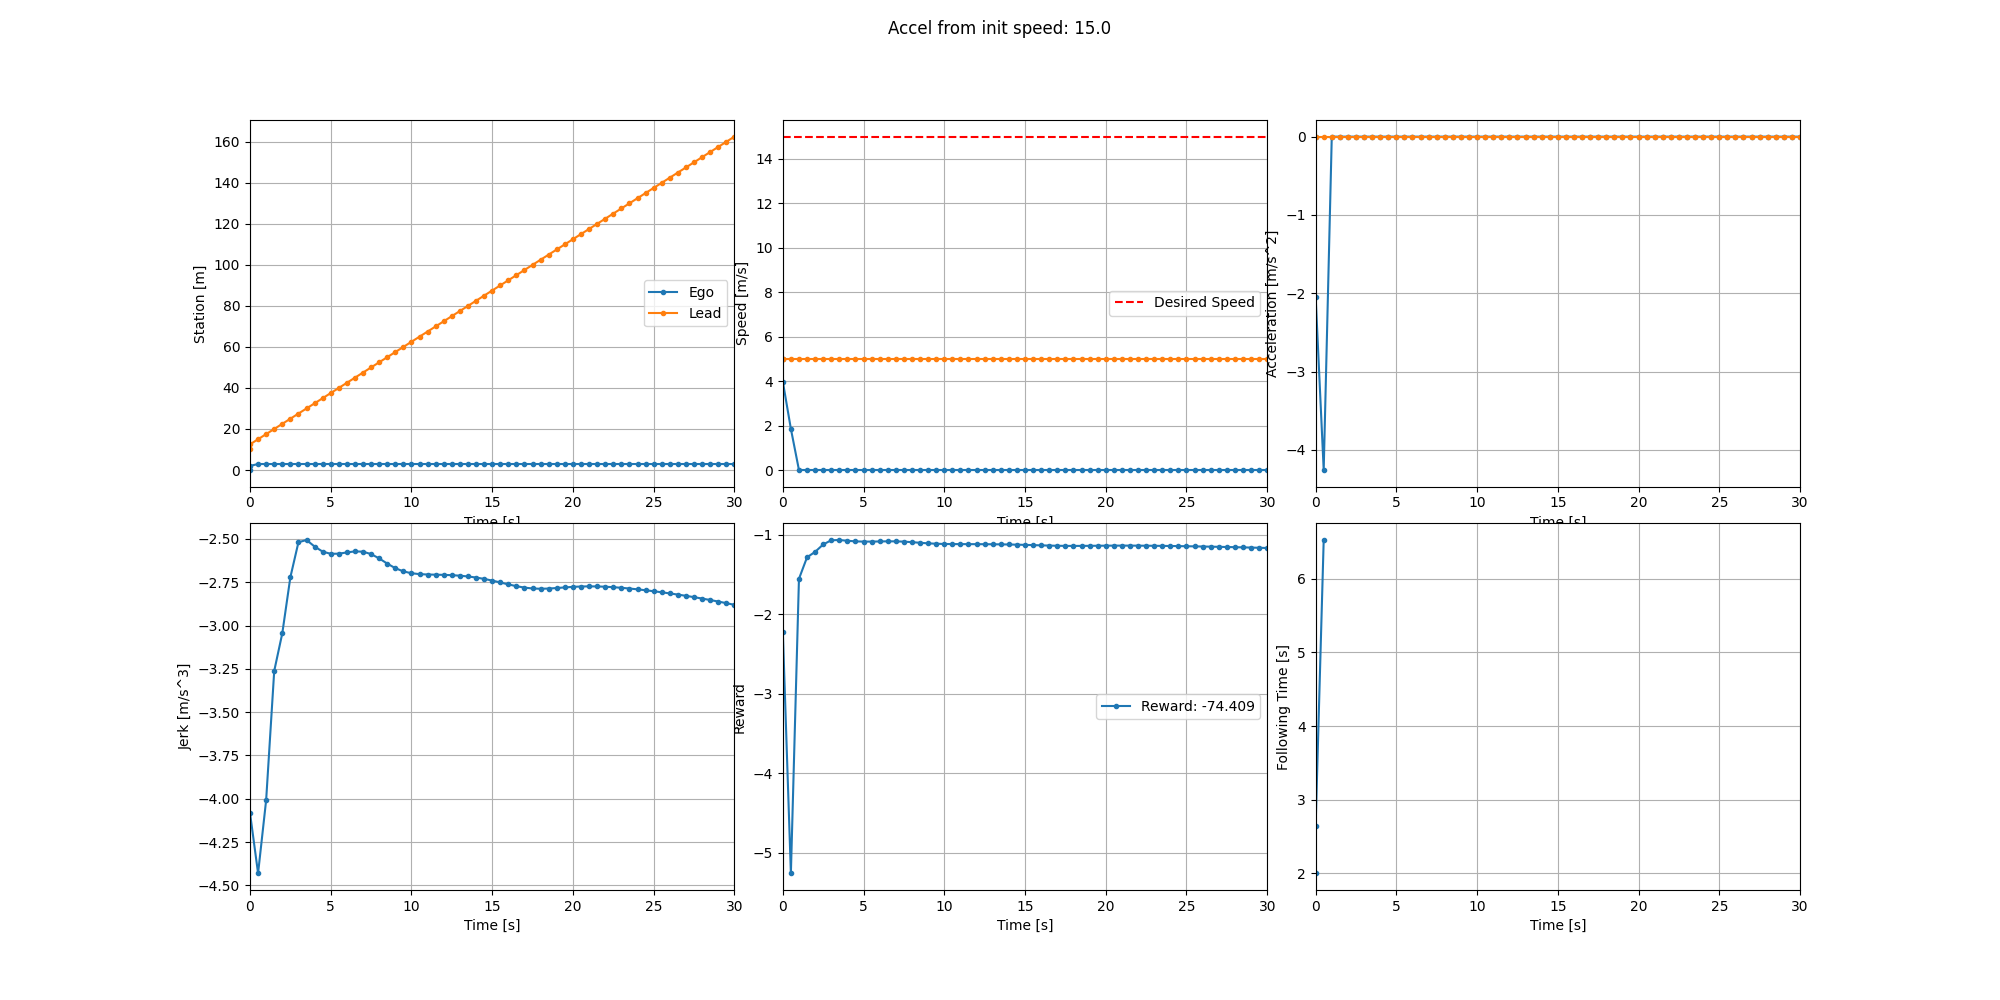 Accel from init speed: 15.0
Station [m]
160
140
120
100
80
60
40
20
0
Ego
Lead
0 5 10 15 20 25 30
Time [s]
Speed [m/s]
14
12
10
8
6
4
2
0
Desired Speed
0 5 10 15 20 25 30
Time [s]
Acceleration [m/s^2]
0
−1
−2
−3
−4
0 5 10 15 20 25 30
Time [s]
Jerk [m/s^3]
−2.50
−2.75
−3.00
−3.25
−3.50
−3.75
−4.00
−4.25
−4.50
0 5 10 15 20 25 30
Time [s]
Reward
−1
−2
−3
−4
−5
Reward: -74.409
0 5 10 15 20 25 30
Time [s]
Following Time [s]
6
5
4
3
2
0 5 10 15 20 25 30
Time [s]